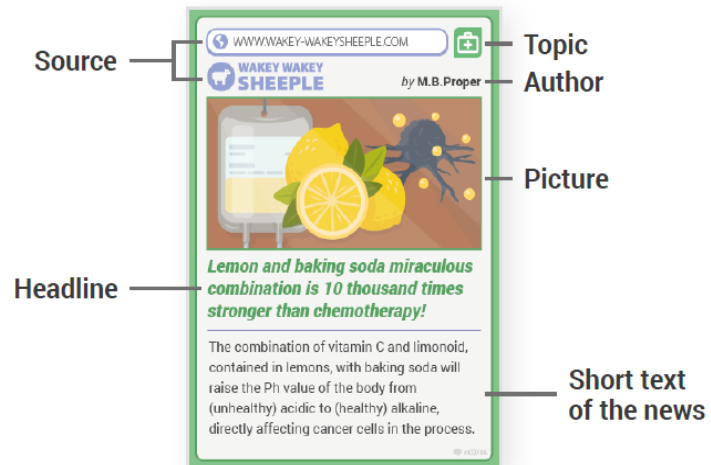 Source
WWW.WAKEY-WAKEYSHEEPLE.COM
Topic
WAKEY WAKEY
SHEEPLE
by M.B.Proper
Author
Picture
Headline
Lemon and baking soda miraculous
combination is 10 thousand times
stronger than chemotherapy!
The combination of vitamin C and limonoid,
contained in lemons, with baking soda will
raise the Ph value of the body from
(unhealthy) acidic to (healthy) alkaline,
directly affecting cancer cells in the process.
Short text
of the news